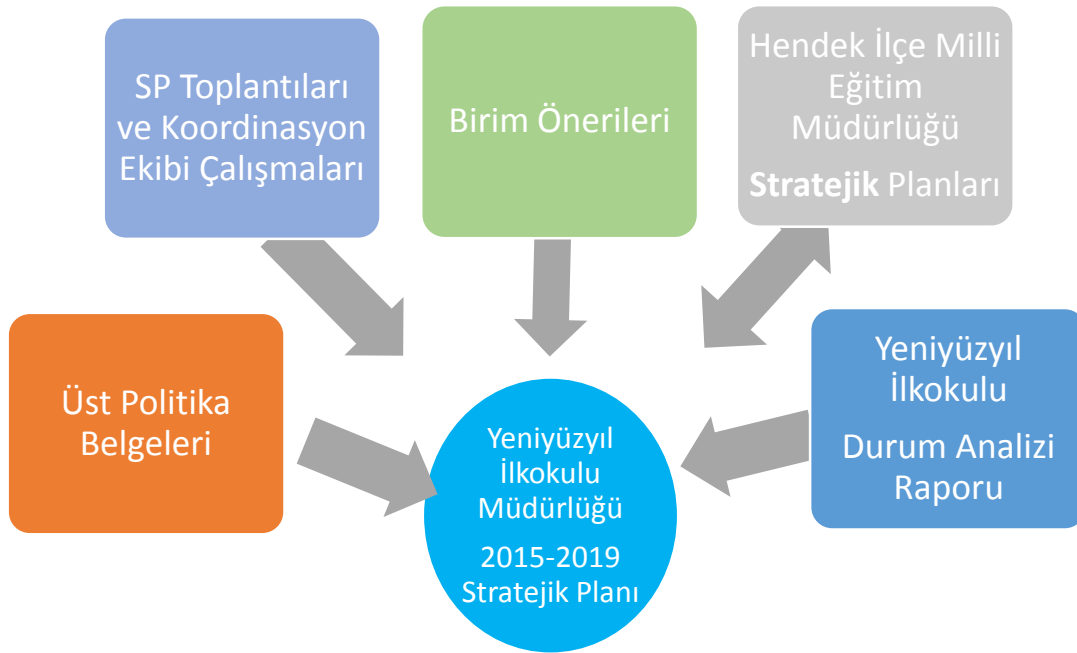 SP Toplantıları
ve Koordinasyon
Ekibi Çalışmaları
Birim Önerileri
Hendek İlçe Milli
Eğitim
Müdürlüğü
Stratejik Planları
Üst Politika
Belgeleri
Yeniyüzyıl
İlkokulu
Müdürlüğü
2015-2019
Stratejik Planı
Yeniyüzyıl
İlkokulu
Durum Analizi
Raporu